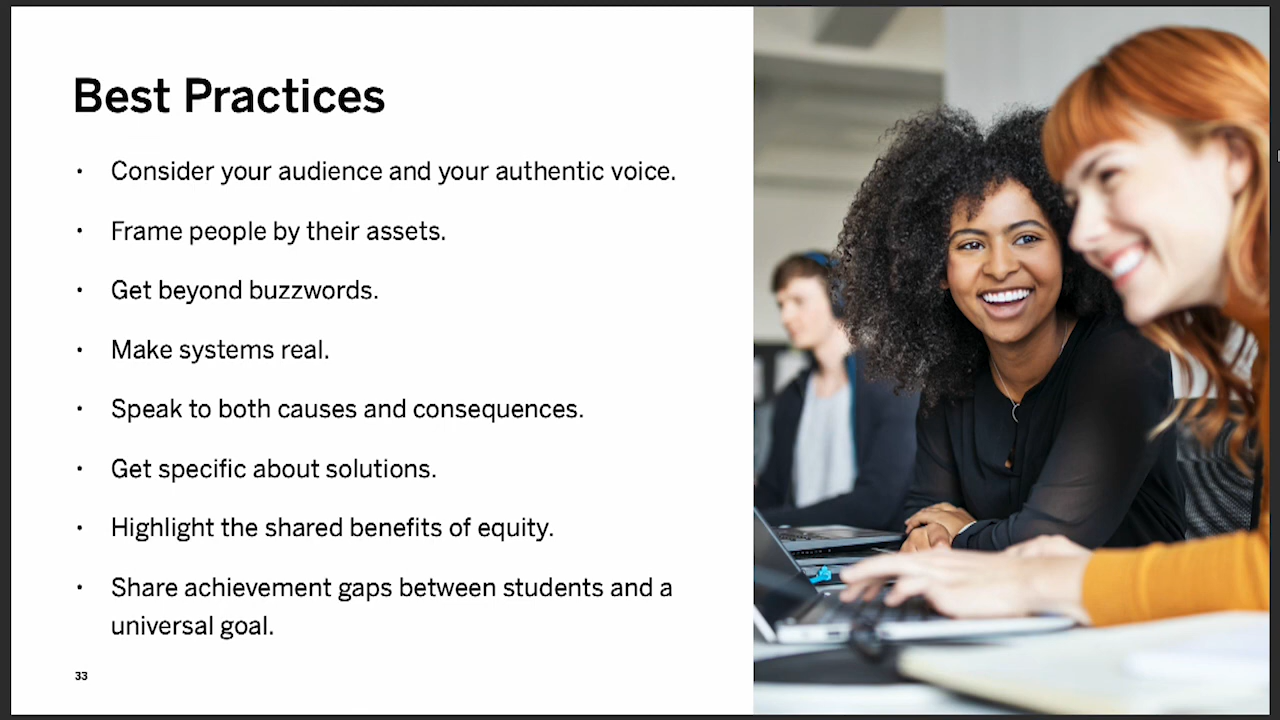 Best Practices
• Consider your audience and your authentic voice.
• Frame people by their assets.
• Get beyond buzzwords.
• Make systems real.
• Speak to both causes and consequences.
• Get specific about solutions.
• Highlight the shared benefits of equity.
• Share achievement gaps between students and a
universal goal.
33